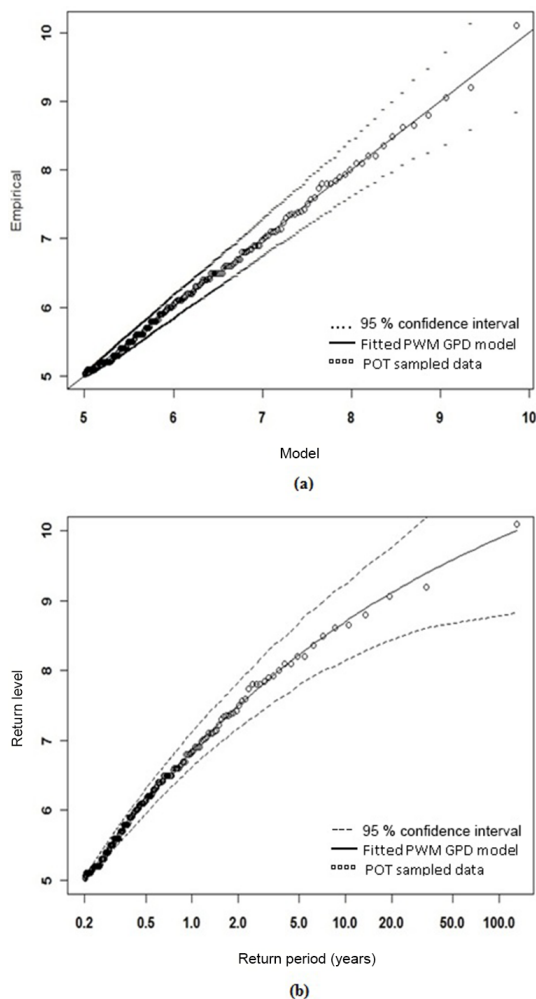 10
9
8
7
6
5
Empirical
.... 95 % confidence interval
Fitted PWM GPD model
POT sampled data
5 6 7 8 9 10
Model
(a)
10
9
8
7
6
5
Return level
---- 95 % confidence interval
Fitted PWM GPD model
POT sampled data
0.2 0.5 1.0 2.0 5.0 10.0 20.0 50.0 100.0
Return period (years)
(b)